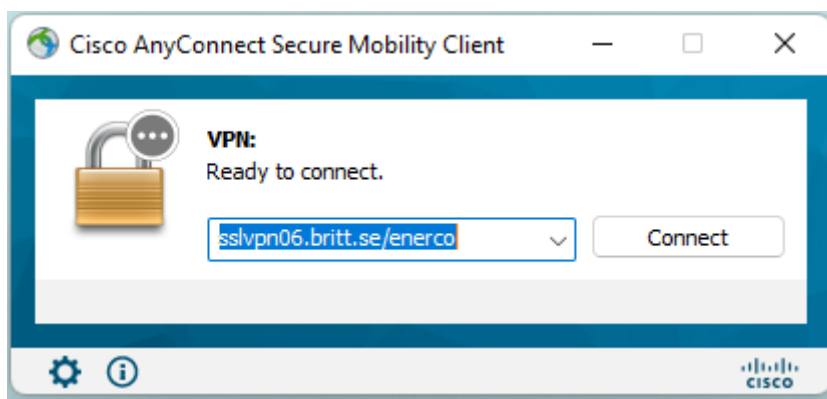 Cisco AnyConnect Secure Mobility Client
VPN:
Ready to connect.
sslvpn06.britt.se/enerco
Connect
CISCO